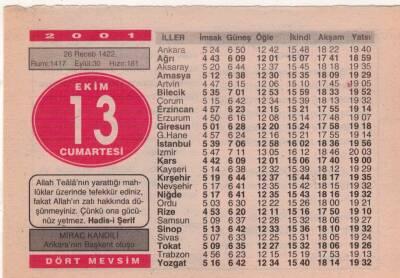 2001
26 Receb 1422
Rumi:1417 Eylül:30 Hızır:161
EKİM
13
CUMARTESİ
Allah Teâlâ'nın yarattığı mah-
lûklar üzerinde tefekkür ediniz,
fakat Allah'ın zatı hakkında dü-
şünmeyiniz. Çünkü ona gücü-
nüz yetmez. Hadis-i Şerif
MİRAC KANDİLİ
Ankara'nın Başkent oluşu
DÖRT MEVSİM
İLLER İmsak Güneş Öğle İkindi Akşam Yatsı
Ankara 5 24 6 50 12 42 15 48 18 22 19 40
Ağrı 4 43 6 09 12 01 15 07 17 41 18 59
Aksaray 5 20 6 44 12 37 15 45 18 18 19 35
Amasya 5 12 6 38 12 30 15 35 18 09 19 29
Artvin 4 47 6 15 12 06 15 10 17 45 19 05
Bilecik 5 35 7 01 12 53 15 59 18 33 19 52
Çorum 5 15 6 42 12 34 15 39 18 13 19 32
Erzincan 4 57 6 23 12 15 15 21 17 55 19 14
Erzurum 4 50 6 16 12 08 15 14 17 48 19 07
Giresun 5 01 6 28 12 20 15 24 17 58 19 18
G.Hane 4 57 6 24 12 16 15 21 17 55 19 14
İstanbul 5 39 7 06 12 58 16 02 18 36 19 56
İzmir 5 47 7 11 13 05 16 12 18 46 20 03
Kars 4 42 6 09 12 01 15 06 17 40 19 00
Kayseri 5 14 6 38 12 32 15 39 18 12 19 29
Kırşehir 5 19 6 44 12 37 15 44 18 17 19 35
Nevşehir 5 17 6 41 12 35 15 42 18 15 19 32
Niğde 5 17 6 41 12 35 15 43 18 16 19 32
Ordu 5 03 6 30 12 22 15 26 18 00 19 21
Rize 4 53 6 20 12 11 15 16 17 50 19 10
Samsun 5 09 6 37 12 28 15 32 18 06 19 27
Sinop 5 13 6 42 12 33 15 36 18 10 19 32
Sivas 5 07 6 33 12 25 15 31 18 05 19 24
Tokat 5 09 6 35 12 27 15 32 18 06 19 26
Trabzon 4 56 6 23 12 15 15 19 17 53 19 13
Yozgat 5 16 6 42 12 34 15 40 18 14 19 32